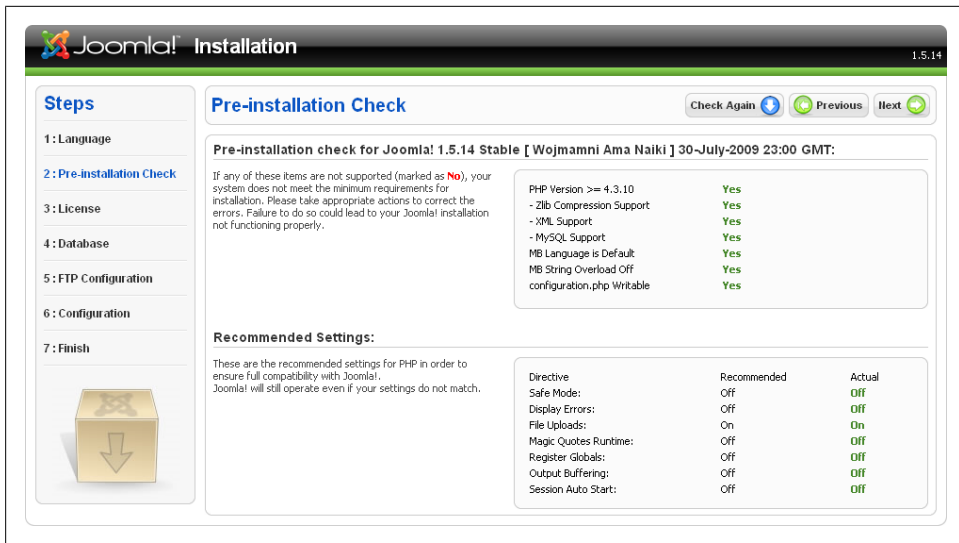 Joomla! Installation
1.5.14
Steps
1 : Language
2 : Pre-installation Check
3 : License
4 : Database
5 : FTP Configuration
6 : Configuration
7 : Finish
Pre-installation Check
Check Again
Previous
Next
Pre-installation check for Joomla! 1.5.14 Stable [ Wojmamni Ama Naiki ] 30-July-2009 23:00 GMT:
If any of these items are not supported (marked as No), your
system does not meet the minimum requirements for
installation. Please take appropriate actions to correct the
errors. Failure to do so could lead to your Joomla! installation
not functioning properly.
PHP Version >= 4.3.10 Yes
- Zlib Compression Support Yes
- XML Support Yes
- MySQL Support Yes
MB Language is Default Yes
MB String Overload Off Yes
configuration.php Writable Yes
Recommended Settings:
These are the recommended settings for PHP in order to
ensure full compatibility with Joomla!.
Joomla! will still operate even if your settings do not match.
Directive Recommended Actual
Safe Mode: Off Off
Display Errors: Off Off
File Uploads: On On
Magic Quotes Runtime: Off Off
Register Globals: Off Off
Output Buffering: Off Off
Session Auto Start: Off Off